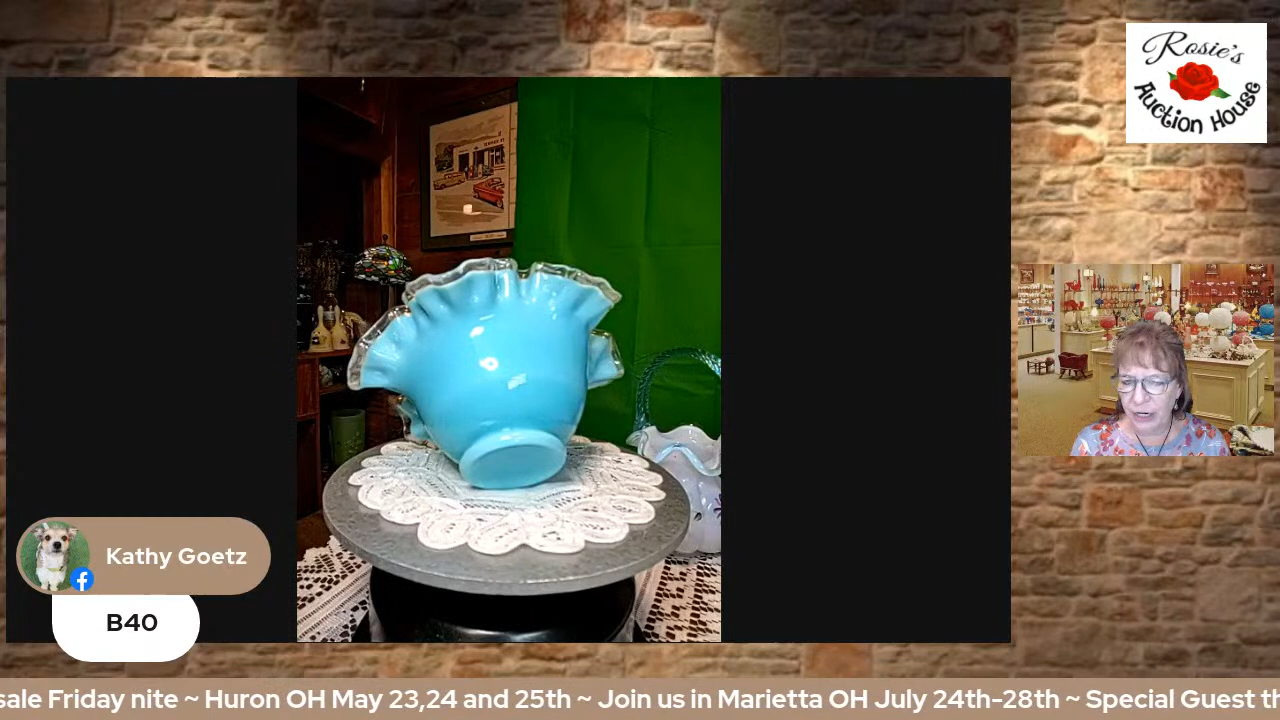 Rosie's
Auction House
Kathy Goetz
B40
sale Friday nite ~ Huron OH May 23,24 and 25th ~ Join us in Marietta OH July 24th-28th ~ Special Guest th